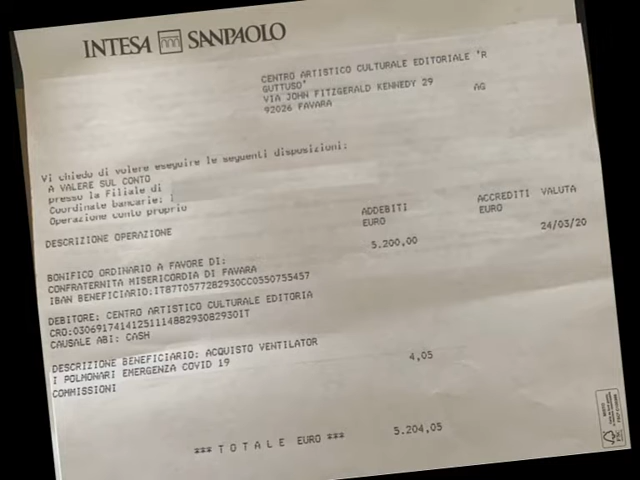 INTESA SANPAOLO
CENTRO ARTISTICO CULTURALE EDITORIALE 'R
GUTTUSO'
VIA JOHN FITZGERALD KENNEDY 29
92026 FAVARA AG
Vi chiedo di volere eseguire le seguenti disposizioni:
A VALERE SUL CONTO
presso la Filiale di
Coordinate bancarie:
Operazione conto proprio
DESCRIZIONE OPERAZIONE ADDEBITI EURO ACCREDITI EURO VALUTA
5.200,00 24/03/20
BONIFICO ORDINARIO A FAVORE DI:
CONFRATERNITA MISERICORDIA DI FAVARA
IBAN BENEFICIARIO:IT87T0577282930CC0550755457
DEBITORE: CENTRO ARTISTICO CULTURALE EDITORIA
CRO:0306917414125111488293082930IT
CAUSALE ABI: CASH
DESCRIZIONE BENEFICIARIO: ACQUISTO VENTILATOR
I POLMONARI EMERGENZA COVID 19
COMMISSIONI 4,05
*** T O T A L E EURO *** 5.204,05
FSC